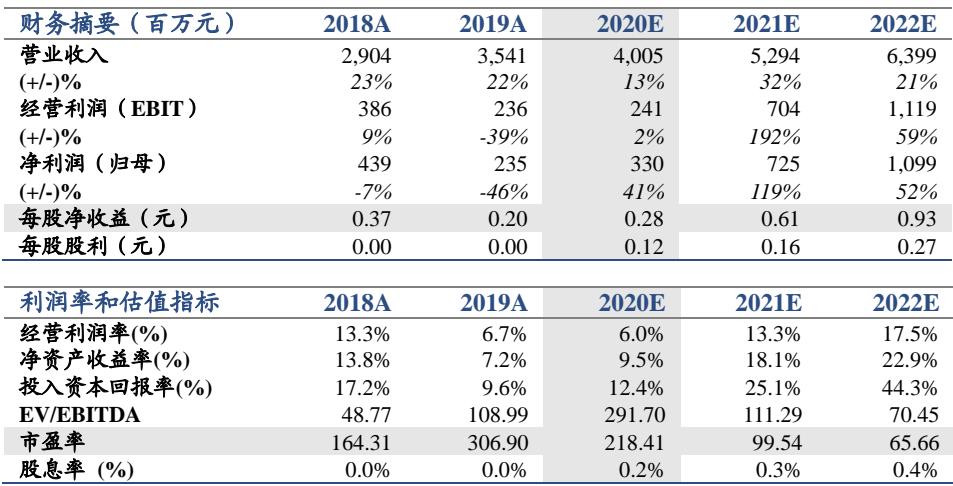 财务摘要（百万元） 2018A 2019A 2020E 2021E 2022E
营业收入 2,904 3,541 4,005 5,294 6,399
(+/-)% 23% 22% 13% 32% 21%
经营利润（EBIT） 386 236 241 704 1,119
(+/-)% 9% -39% 2% 192% 59%
净利润（归母） 439 235 330 725 1,099
(+/-)% -7% -46% 41% 119% 52%
每股净收益（元） 0.37 0.20 0.28 0.61 0.93
每股股利（元） 0.00 0.00 0.12 0.16 0.27
利润率和估值指标 2018A 2019A 2020E 2021E 2022E
经营利润率(%) 13.3% 6.7% 6.0% 13.3% 17.5%
净资产收益率(%) 13.8% 7.2% 9.5% 18.1% 22.9%
投入资本回报率(%) 17.2% 9.6% 12.4% 25.1% 44.3%
EV/EBITDA 48.77 108.99 291.70 111.29 70.45
市盈率 164.31 306.90 218.41 99.54 65.66
股息率 (%) 0.0% 0.0% 0.2% 0.3% 0.4%